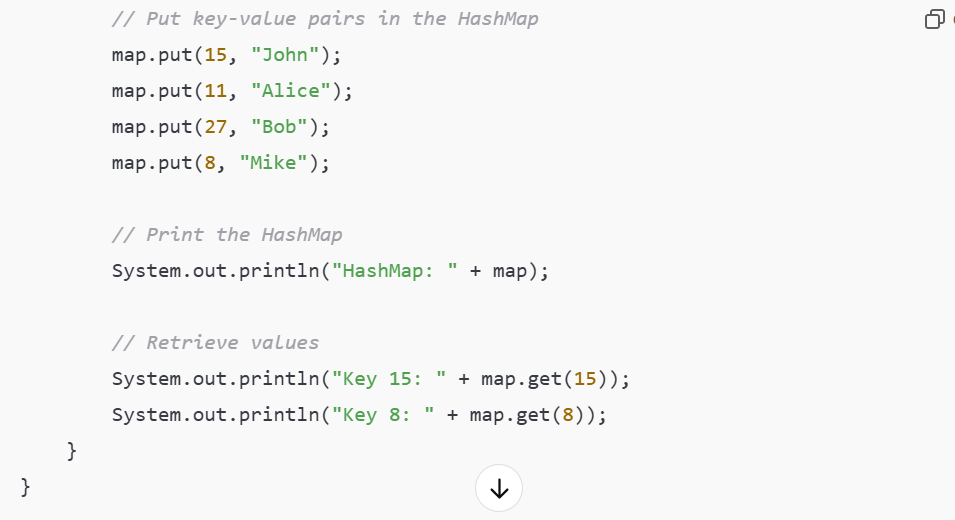 // Put key-value pairs in the HashMap
map.put(15, "John");
map.put(11, "Alice");
map.put(27, "Bob");
map.put(8, "Mike");
// Print the HashMap
System.out.println("HashMap: " + map);
// Retrieve values
System.out.println("Key 15: " + map.get(15));
System.out.println("Key 8: " + map.get(8));
}
}